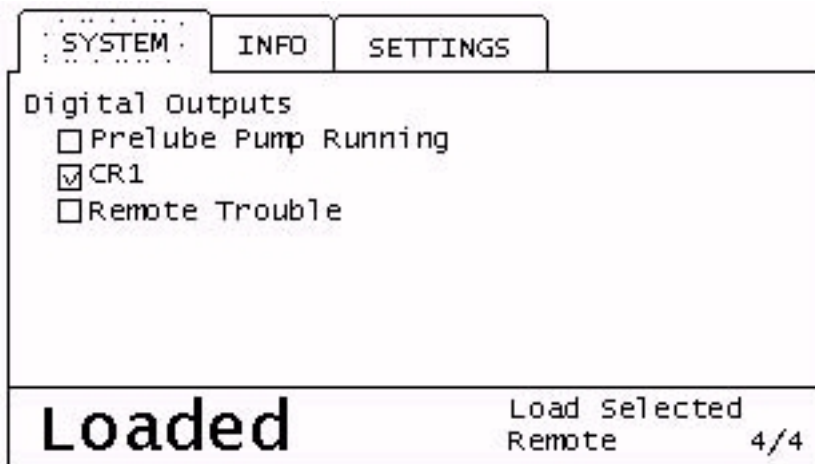 SYSTEM INFO SETTINGS
Digital Outputs
Prelube Pump Running
CR1
Remote Trouble
Loaded
Load Selected
Remote 4/4